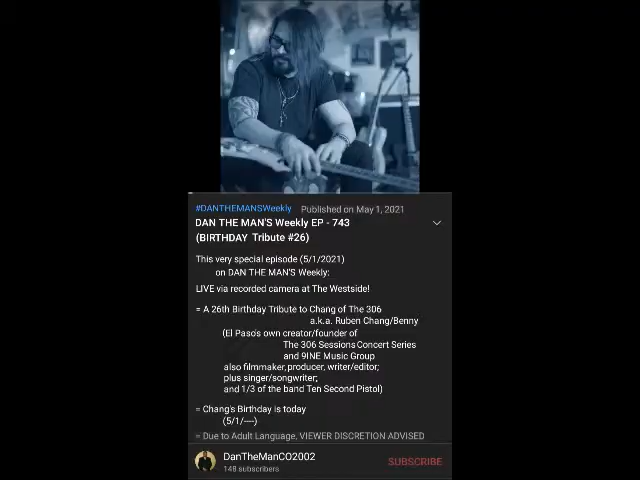 #DANTHEMANSWeekly Published on May 1, 2021
DAN THE MAN'S Weekly EP - 743
(BIRTHDAY Tribute #26)
This very special episode (5/1/2021)
on DAN THE MAN'S Weekly:
LIVE via recorded camera at The Westside!
= A 26th Birthday Tribute to Chang of The 306
a.k.a. Ruben Chang/Benny
(El Paso's own creator/founder of
The 306 Sessions Concert Series
and 9INE Music Group
also filmmaker, producer, writer/editor;
plus singer/songwriter;
and 1/3 of the band Ten Second Pistol)
= Chang's Birthday is today
(5/1/----)
= Due to Adult Language, VIEWER DISCRETION ADVISED
DanTheManCO2002
148 subscribers
SUBSCRIBE